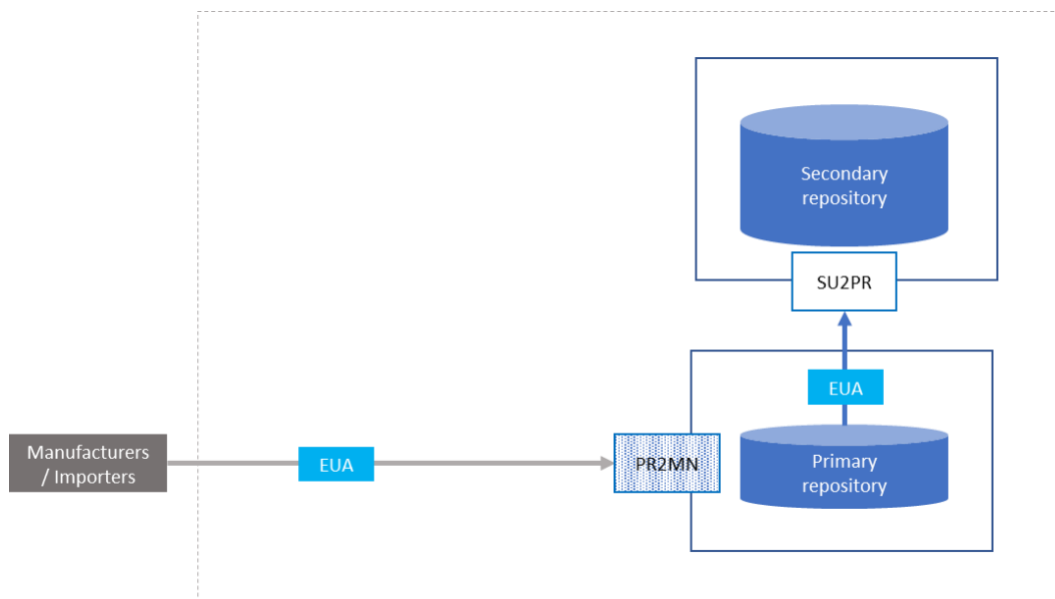 Secondary
repository
SU2PR
EUA
Manufacturers
/ Importers
EUA
PR2MN
Primary
repository